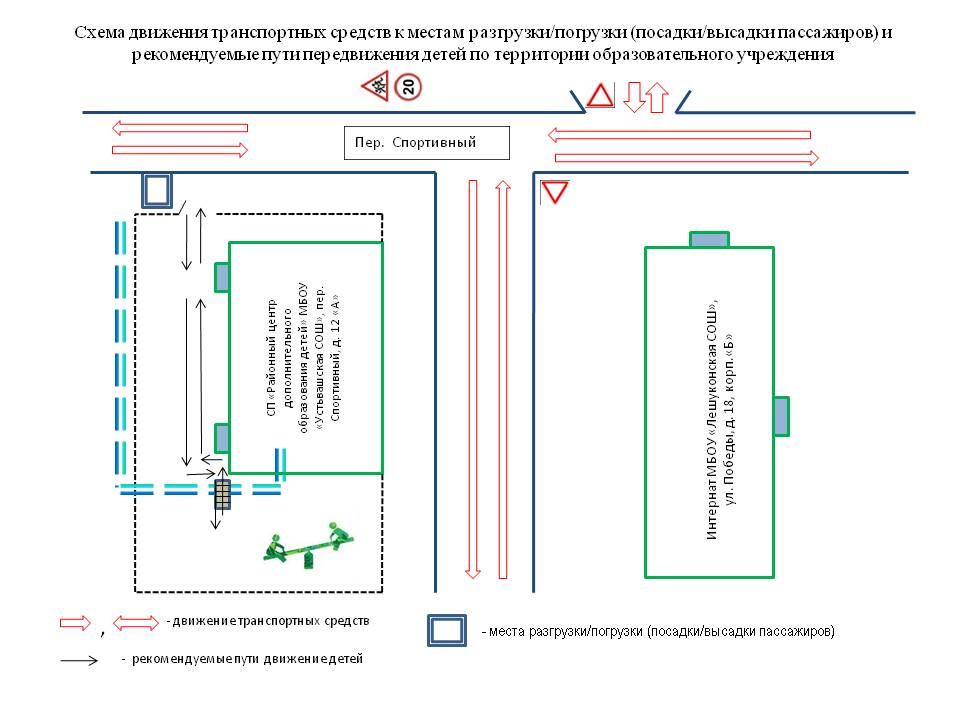 Схема движения транспортных средств к местам разгрузки/погрузки (посадки/высадки пассажиров) и
рекомендуемые пути передвижения детей по территории образовательного учреждения
20
Пер. Спортивный
СП «Районный центр
дополнительного
образования детей» МБОУ
«Устьвашская СОШ», пер.
Спортивный, д. 12 «А»
Интернат МБОУ «Лешуконская СОШ»,
ул. Победы, д. 18, корп.«Б»
, - движение транспортных средств
- места разгрузки/погрузки (посадки/высадки пассажиров)
- рекомендуемые пути движение детей